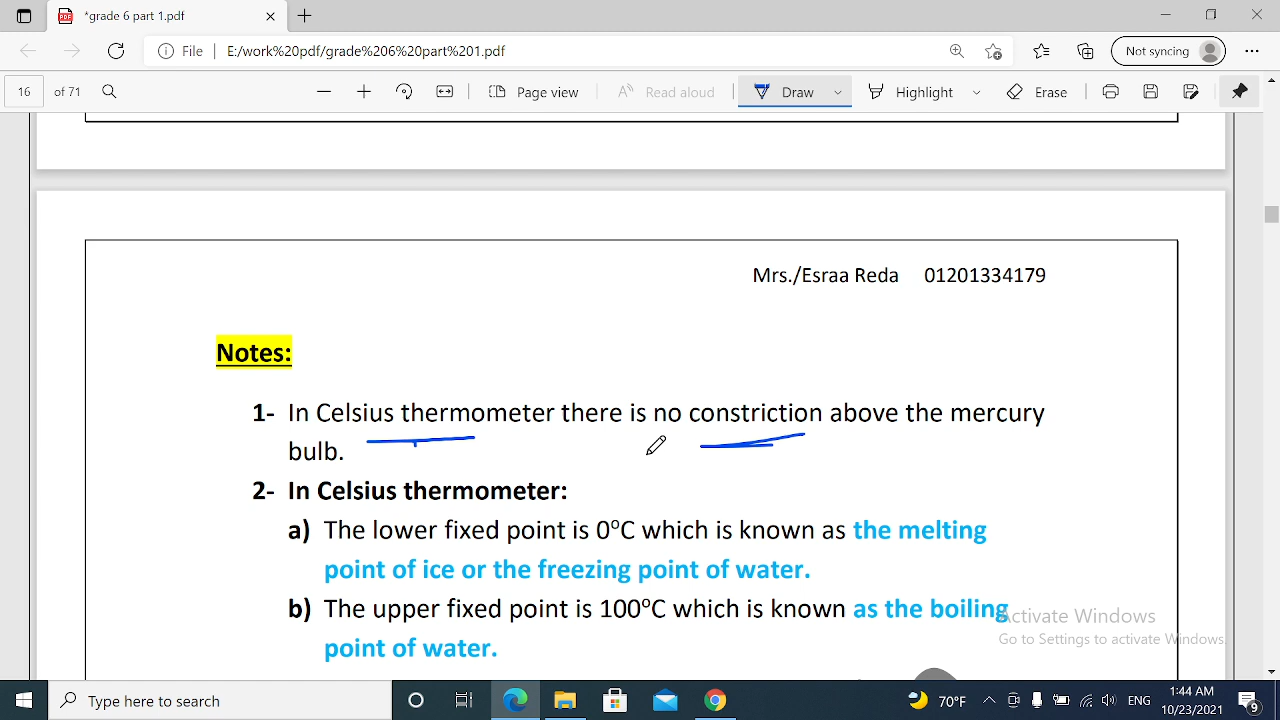 *grade 6 part 1.pdf
File | E:/work%20pdf/grade%206%20part%201.pdf
Not syncing
16 of 71
Page view
Read aloud
Draw
Highlight
Erase
Mrs./Esraa Reda 01201334179
Notes:
1- In Celsius thermometer there is no constriction above the mercury
bulb.
2- In Celsius thermometer:
a) The lower fixed point is 0°C which is known as the melting
point of ice or the freezing point of water.
b) The upper fixed point is 100°C which is known as the boiling
point of water.
Activate Windows
Go to Settings to activate Windows.
Type here to search
70°F
ENG
1:44 AM
10/23/2021